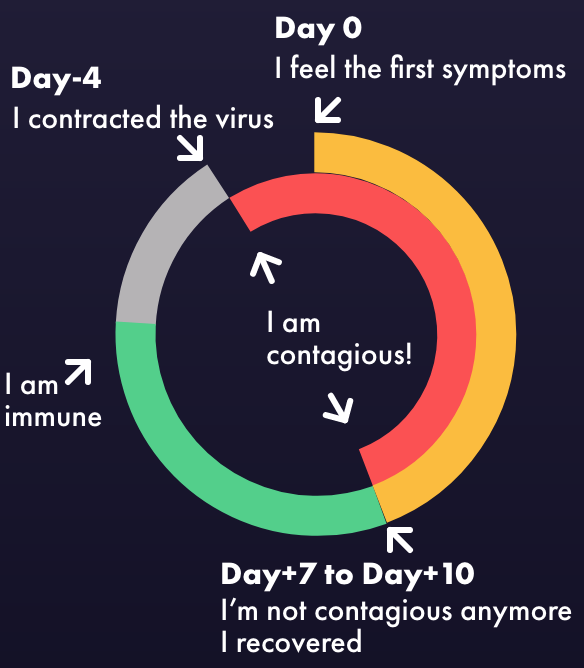 Day 0
I feel the first symptoms
Day-4
I contracted the virus
I am
contagious!
I am
immune
Day+7 to Day+10
I’m not contagious anymore
I recovered